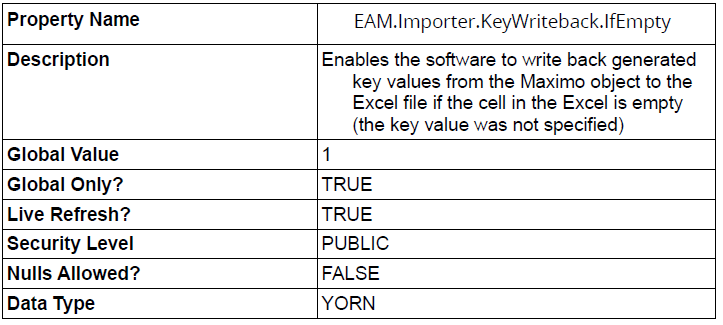 Property Name EAM.Importer.KeyWriteback.IfEmpty
Description Enables the software to write back generated
key values from the Maximo object to the
Excel file if the cell in the Excel is empty
(the key value was not specified)
Global Value 1
Global Only? TRUE
Live Refresh? TRUE
Security Level PUBLIC
Nulls Allowed? FALSE
Data Type YORN